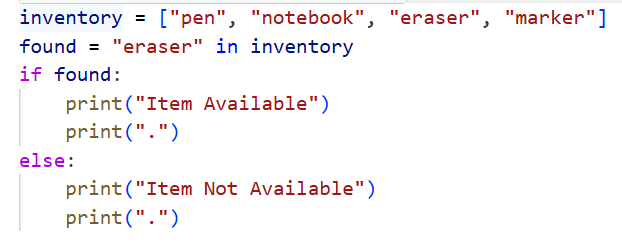 inventory = ["pen", "notebook", "eraser", "marker"]
found = "eraser" in inventory
if found:
    print("Item Available")
    print(".")
else:
    print("Item Not Available")
    print(".")